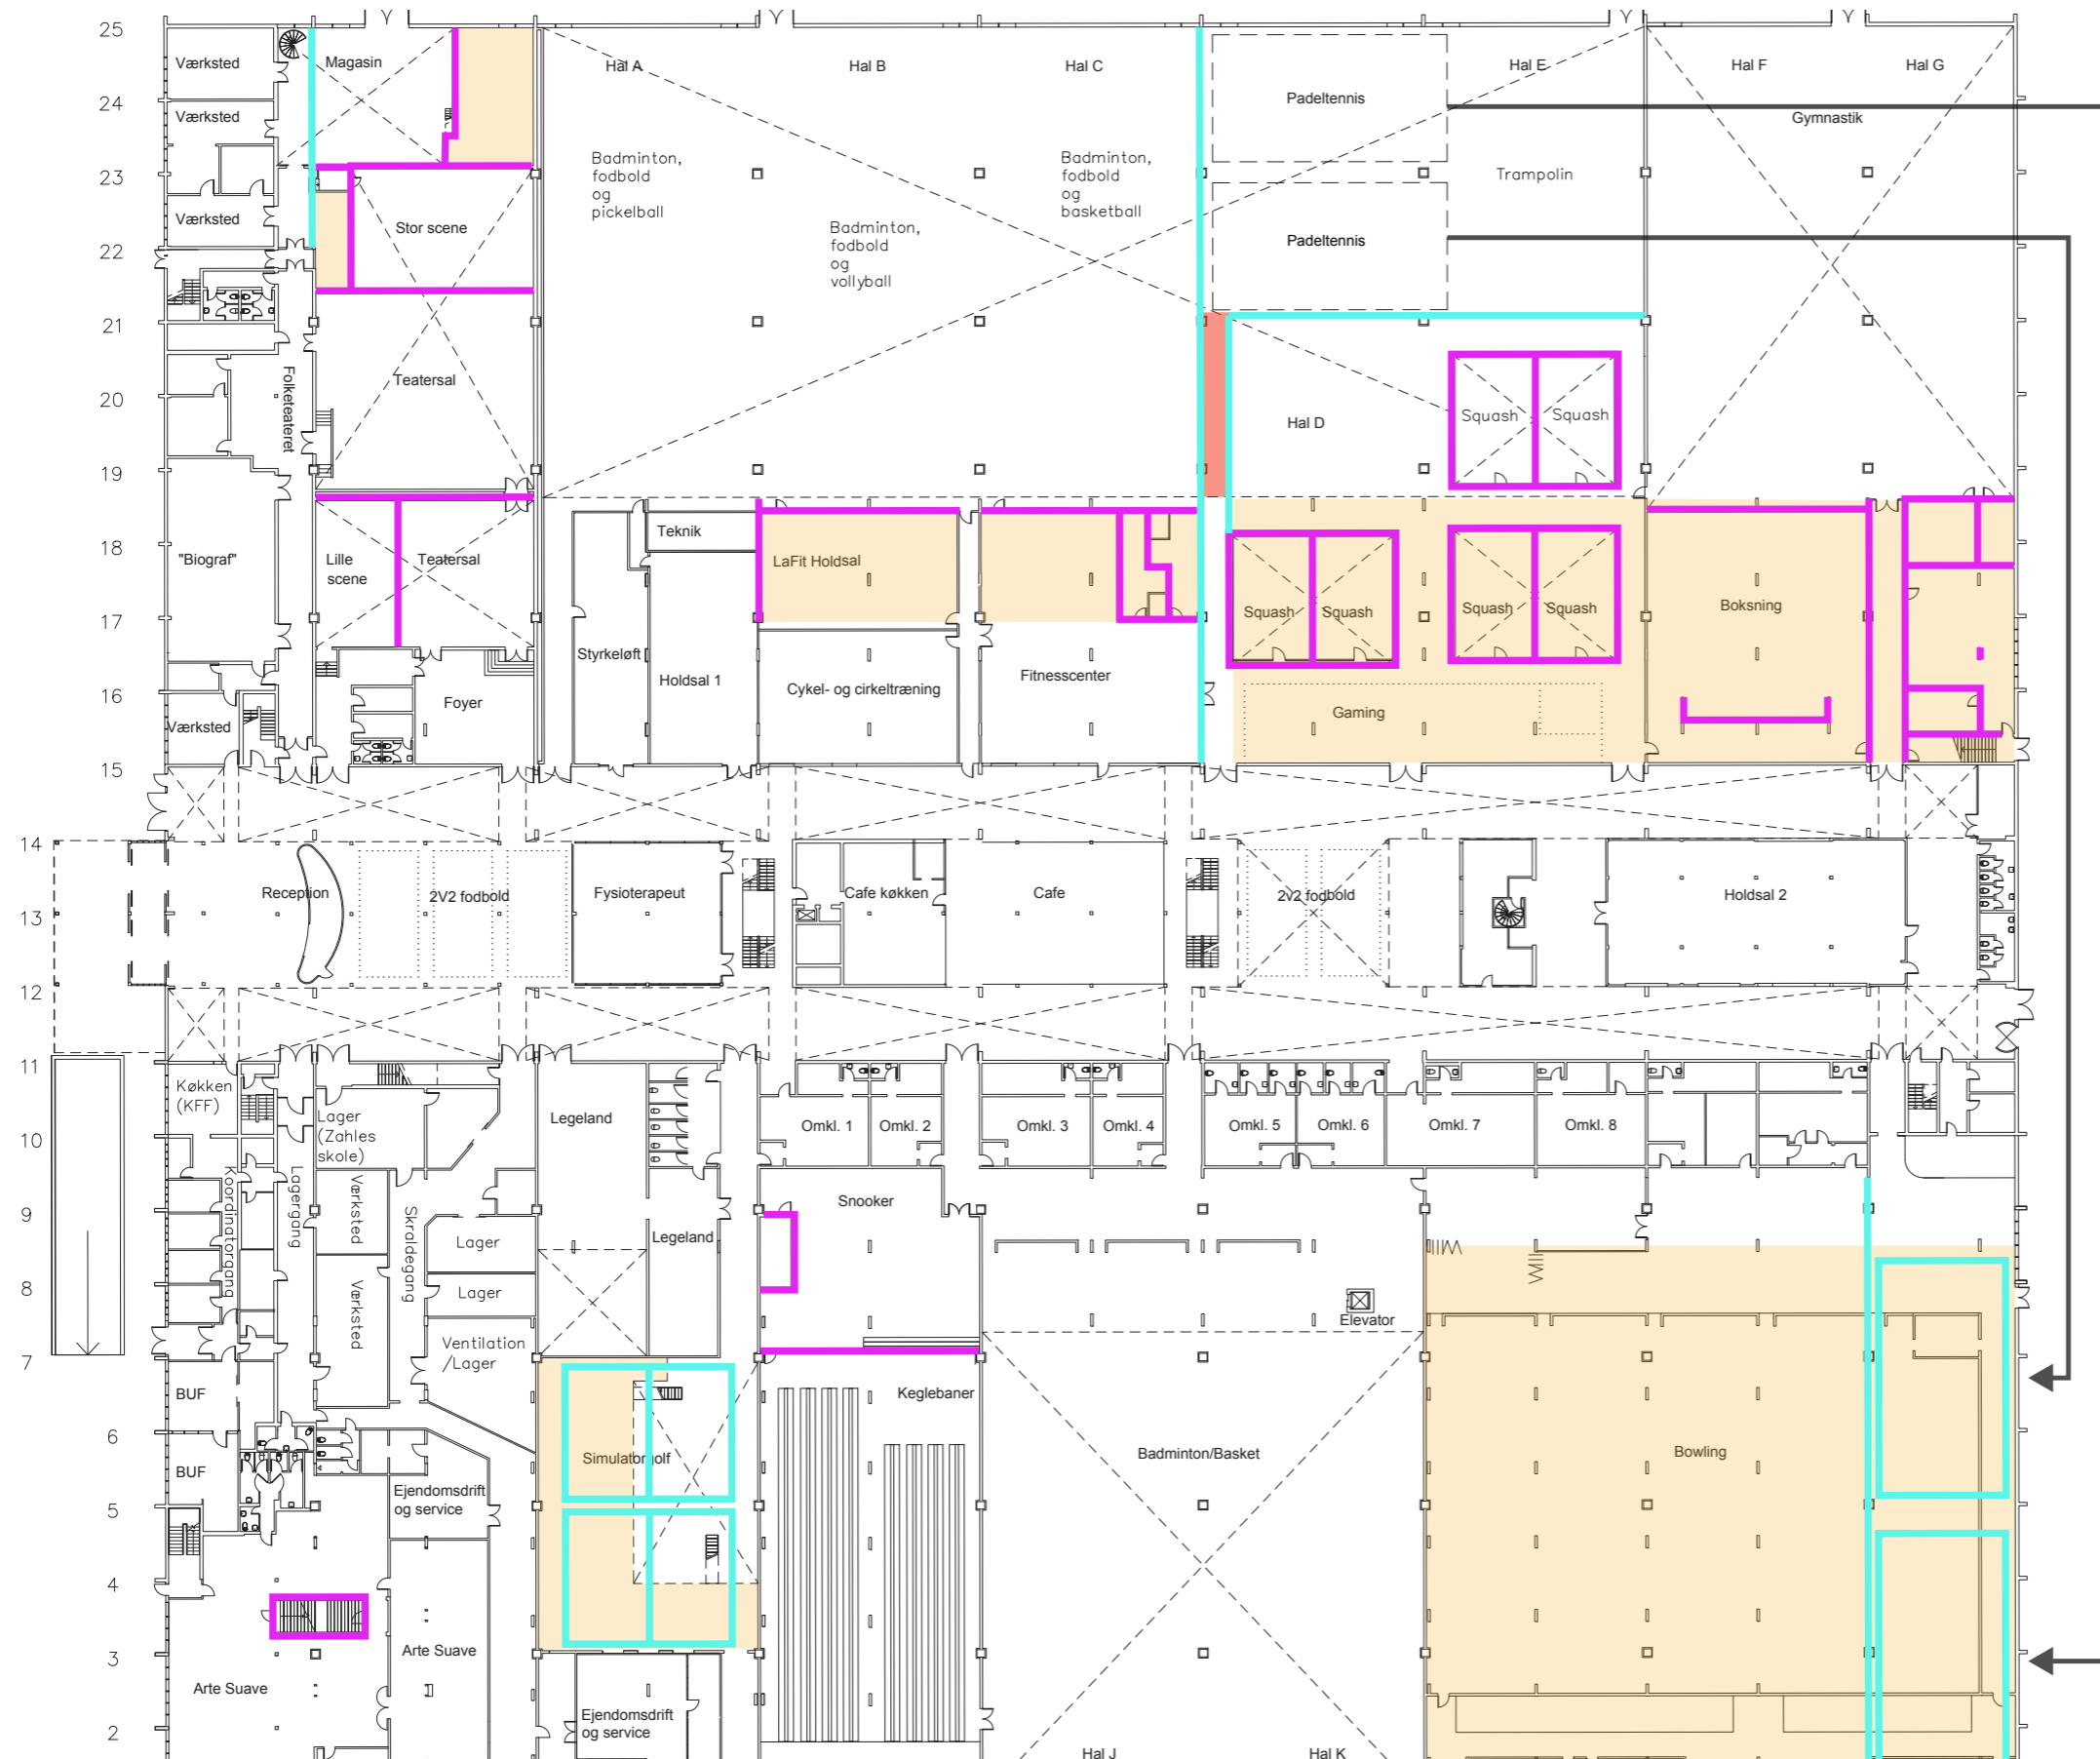 25
24
23
22
21
20
19
18
17
16
15
14
13
12
11
10
9
8
7
6
5
4
3
2
Værksted
Magasin
Hal A
Hal B
Hal C
Padeltennis
Hal E
Hal F
Hal G
Værksted
Gymnastik
Badminton,
fodbold
og
pickelball
Badminton,
fodbold
og
basketball
Trampolin
Værksted
Stor scene
Badminton,
fodbold
og
vollyball
Padeltennis
Folketeateret
Teatersal
Hal D
Squash
Squash
"Biograf"
Lille
scene
Teatersal
Teknik
LaFit Holdsal
Styrkeløft
Holdsal 1
Cykel- og cirkeltræning
Fitnesscenter
Squash
Squash
Squash
Squash
Boksning
Foyer
Værksted
Gaming
Reception
2V2 fodbold
Fysioterapeut
Cafe køkken
Cafe
2v2 fodbold
Holdsal 2
Køkken
(KFF)
Lager
(Zahles
skole)
Legeland
Omkl. 1
Omkl. 2
Omkl. 3
Omkl. 4
Omkl. 5
Omkl. 6
Omkl. 7
Omkl. 8
Koordinatorgang
Lagergang
Værksted
Skraldegang
Lager
Legeland
Snooker
Værksted
Lager
Elevator
Ventilation
/Lager
BUF
Keglebaner
BUF
Simulatorgolf
Badminton/Basket
Bowling
Ejendomsdrift
og service
Arte Suave
Arte Suave
Ejendomsdrift
og service
Hal J
Hal K